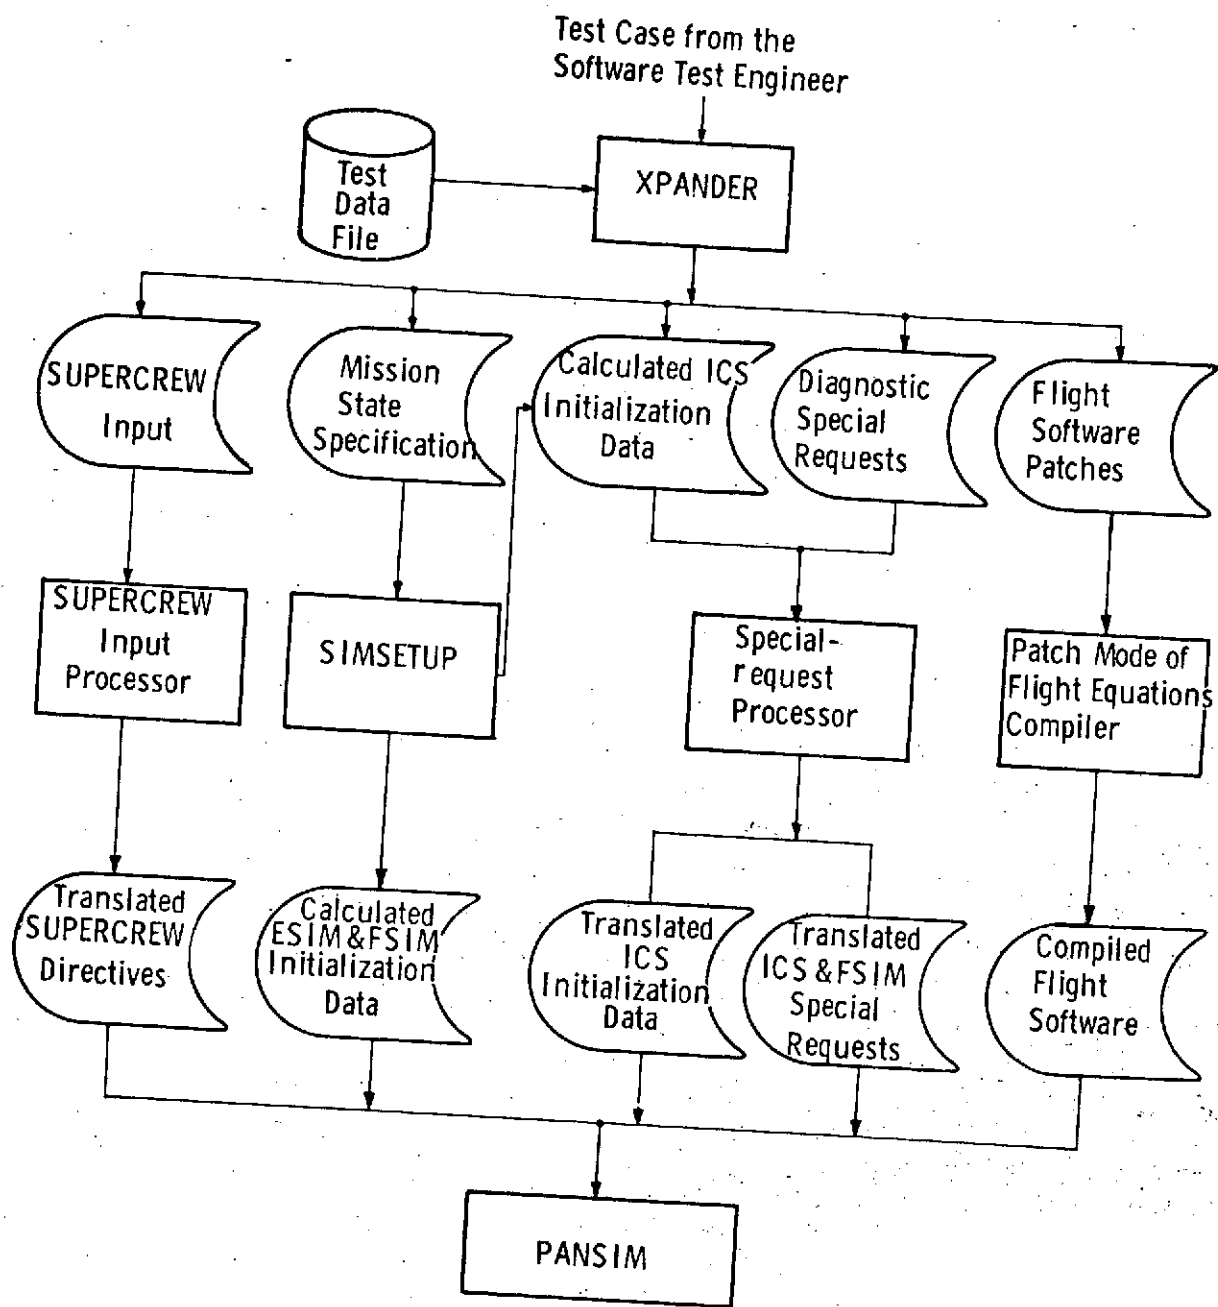 Test Case from the
Software Test Engineer
Test
Data
File
XPANDER
SUPERCREW
Input
Mission
State
Specification
Calculated ICS
Initialization
Data
Diagnostic
Special
Requests
Flight
Software
Patches
SUPERCREW
Input
Processor
SIMSETUP
Special-
request
Processor
Patch Mode of
Flight Equations
Compiler
Translated
SUPERCREW
Directives
Calculated
ESIM&FSIM
Initialization
Data
Translated
ICS
Initialization
Data
Translated
ICS&FSIM
Special
Requests
Compiled
Flight
Software
PANSIM